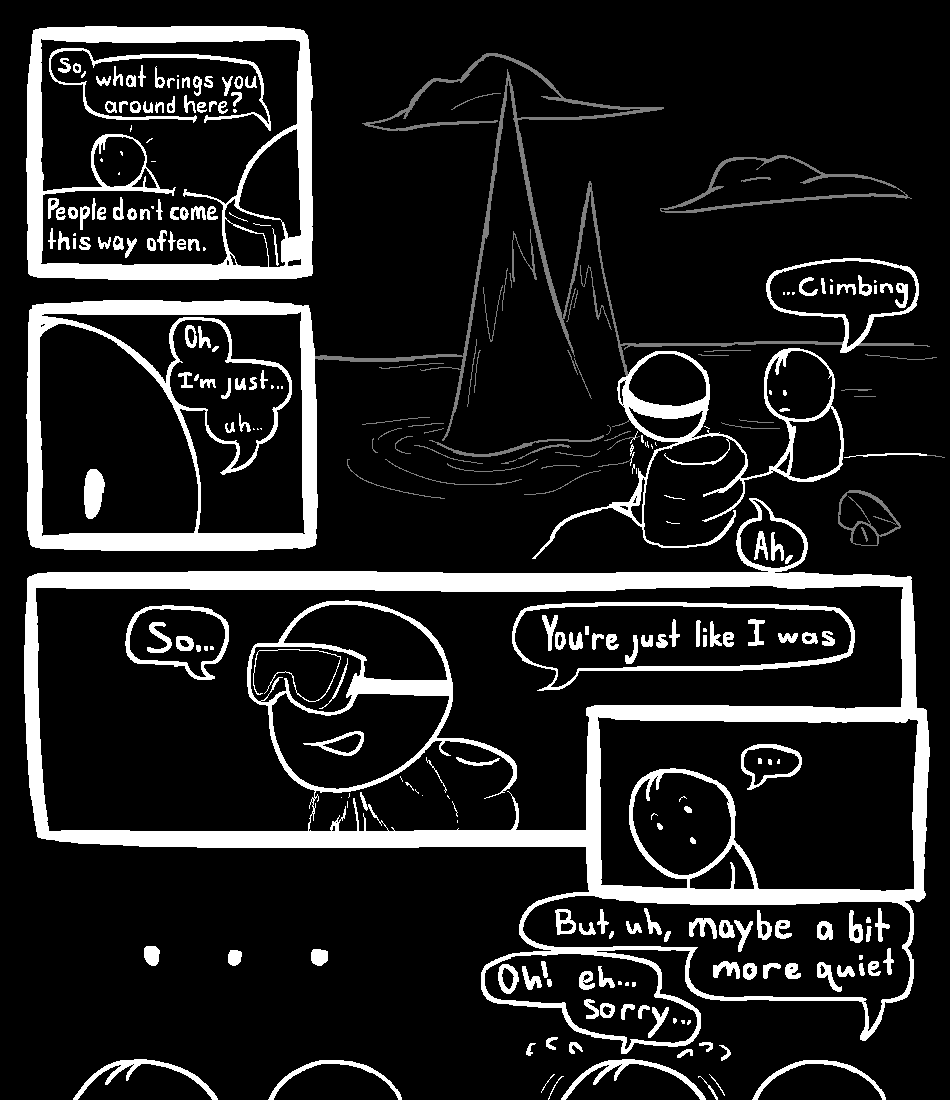 So,
what brings you
around here?
People don't come
this way often.
Oh,
I'm just...
uh...
...Climbing
Ah,
So...
You're just like I was
...
But, uh, maybe a bit
more quiet
Oh! eh...
sorry...
...